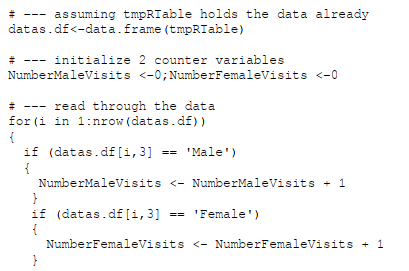 # --- assuming tmpRTable holds the data already
datas.df<-data.frame(tmpRTable)
# --- initialize 2 counter variables
NumberMaleVisits <-0;NumberFemaleVisits <-0
# --- read through the data
for(i in 1:nrow(datas.df))
{
if (datas.df[i,3] == 'Male')
{
NumberMaleVisits <- NumberMaleVisits + 1
}
if (datas.df[i,3] == 'Female')
{
NumberFemaleVisits <- NumberFemaleVisits + 1
}